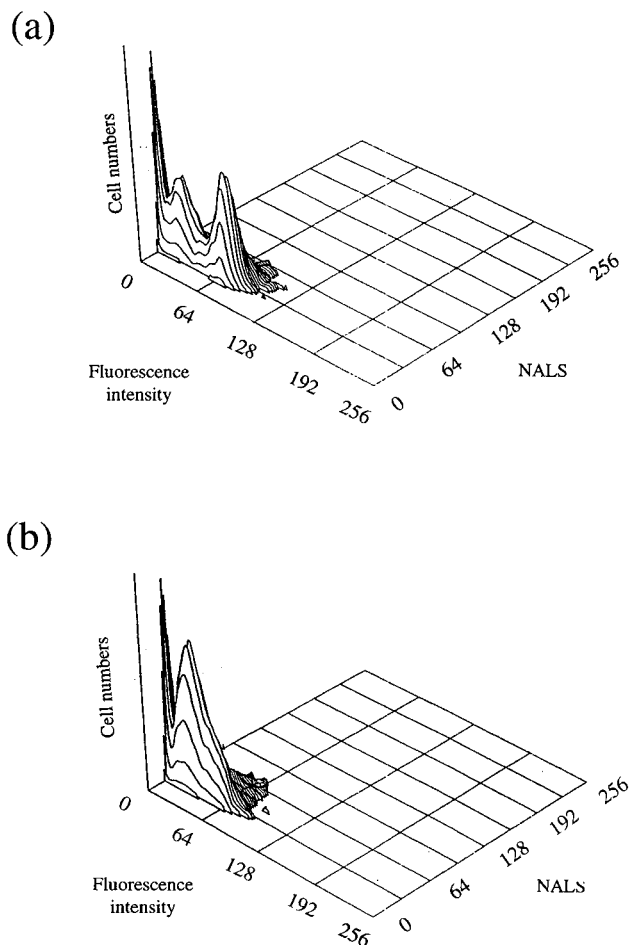 (a)
Cell numbers
0
64
128
192
256
Fluorescence
intensity
0
64
128
192
256
NALS
(b)
Cell numbers
0
64
128
192
256
Fluorescence
intensity
0
64
128
192
256
NALS